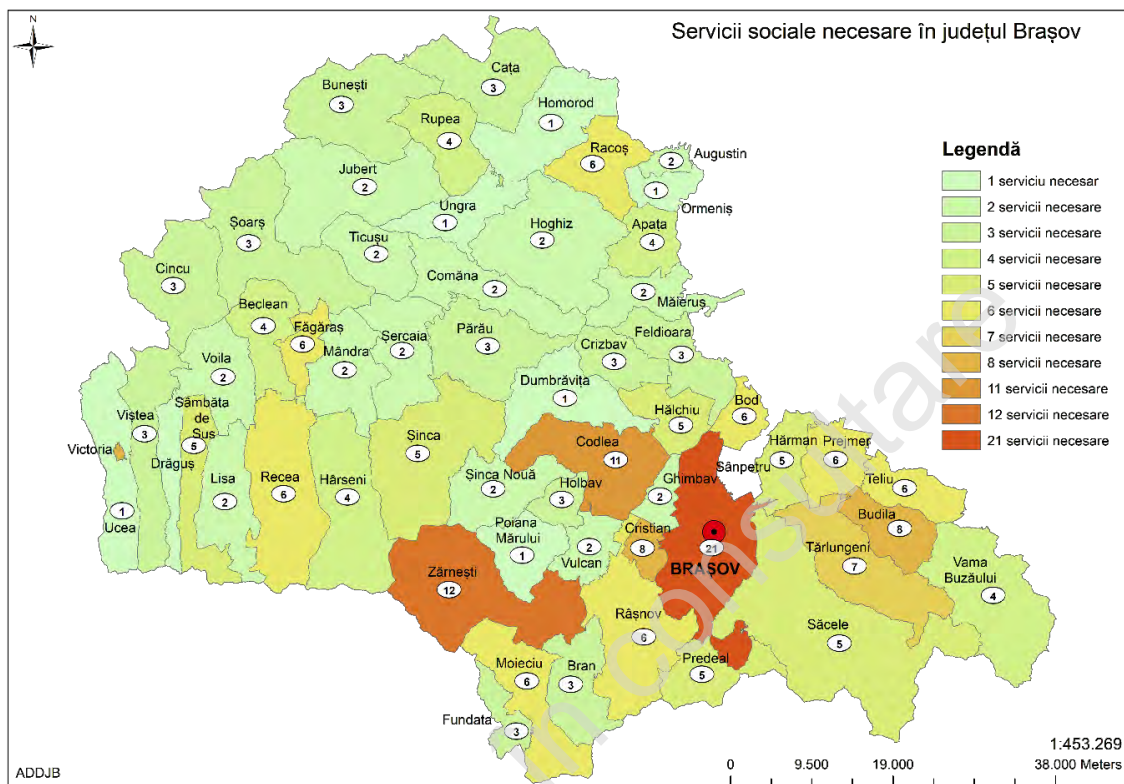 N
Servicii sociale necesare în județul Brașov
Cața
3
Bunești
3
Homorod
1
Rupea
4
Racoș
6
Augustin
2
Jubert
2
1
Ormeniș
Ungra
1
Hoghiz
2
Apața
4
Șoarș
3
Ticușu
2
Cincu
3
Comăna
2
2
Măieruș
Beclean
4
Făgăraș
6
Șercaia
2
Părău
3
Feldioara
3
Crizbav
3
Voila
2
Mândra
2
Dumbrăvița
1
Bod
6
Viștea
3
Sâmbăta
de
Sus
5
Hălchiu
5
Victoria
Drăguș
Lisa
2
Recea
6
Hârseni
4
Șinca
5
Codlea
11
Sânpetru
Hărman
5
Prejmer
6
Teliu
6
Șinca Nouă
2
Holbav
3
Ghimbav
2
Budila
8
1
Ucea
Poiana
Mărului
1
2
Vulcan
Cristian
8
21
BRAȘOV
Tărlungeni
7
Vama
Buzăului
4
Zărnești
12
Râșnov
6
Săcele
5
Moieciu
6
Bran
3
Predeal
5
Fundata
3
Legendă
1 serviciu necesar
2 servicii necesare
3 servicii necesare
4 servicii necesare
5 servicii necesare
6 servicii necesare
7 servicii necesare
8 servicii necesare
11 servicii necesare
12 servicii necesare
21 servicii necesare
in consultare
1:453.269
0 9.500 19.000 38.000 Meters
ADDJB